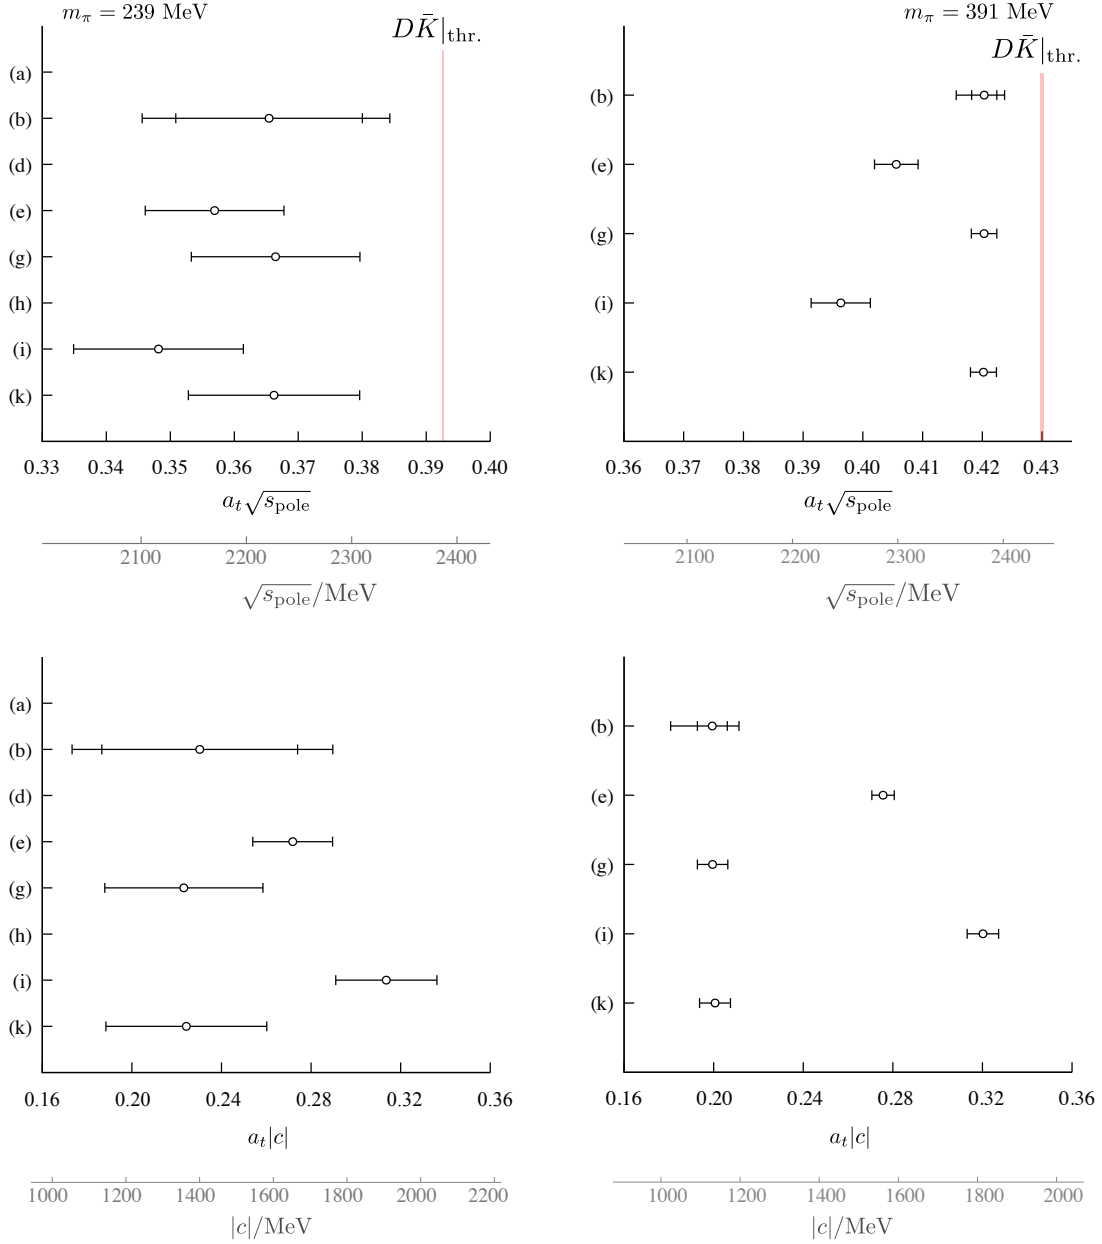 m_π = 239 MeV
DK̄|thr.
(a)
(b)
(d)
(e)
(g)
(h)
(i)
(k)
0.33 0.34 0.35 0.36 0.37 0.38 0.39 0.40
a_t√s_pole
2100 2200 2300 2400
√s_pole/MeV
m_π = 391 MeV
DK̄|thr.
(b)
(e)
(g)
(i)
(k)
0.36 0.37 0.38 0.39 0.40 0.41 0.42 0.43
a_t√s_pole
2100 2200 2300 2400
√s_pole/MeV
(a)
(b)
(d)
(e)
(g)
(h)
(i)
(k)
0.16 0.20 0.24 0.28 0.32 0.36
a_t|c|
1000 1200 1400 1600 1800 2000 2200
|c|/MeV
(b)
(e)
(g)
(i)
(k)
0.16 0.20 0.24 0.28 0.32 0.36
a_t|c|
1000 1200 1400 1600 1800 2000
|c|/MeV